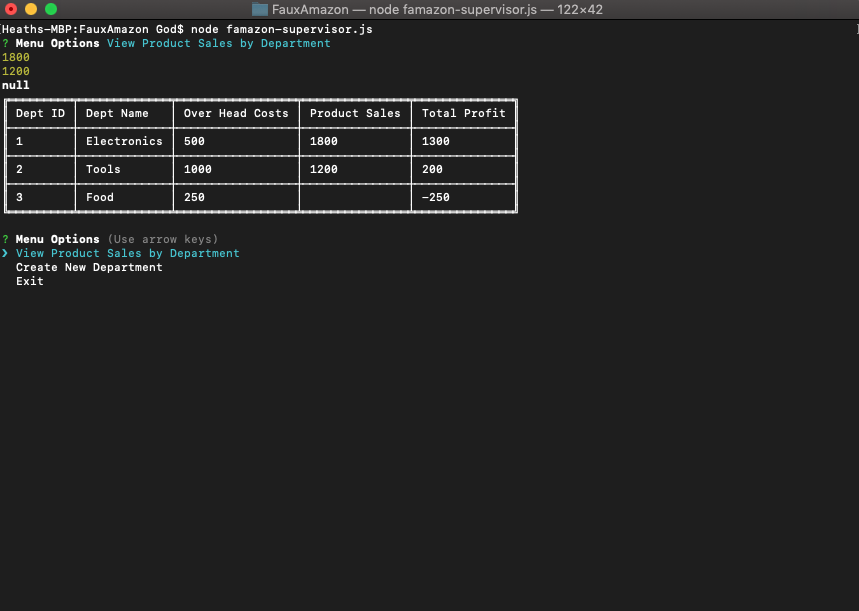 FauxAmazon — node famazon-supervisor.js — 122×42
[Heaths-MBP:FauxAmazon God$ node famazon-supervisor.js ]
? Menu Options View Product Sales by Department
1800
1200
null
Dept ID Dept Name Over Head Costs Product Sales Total Profit
1 Electronics 500 1800 1300
2 Tools 1000 1200 200
3 Food 250 -250
? Menu Options (Use arrow keys)
❯ View Product Sales by Department
Create New Department
Exit